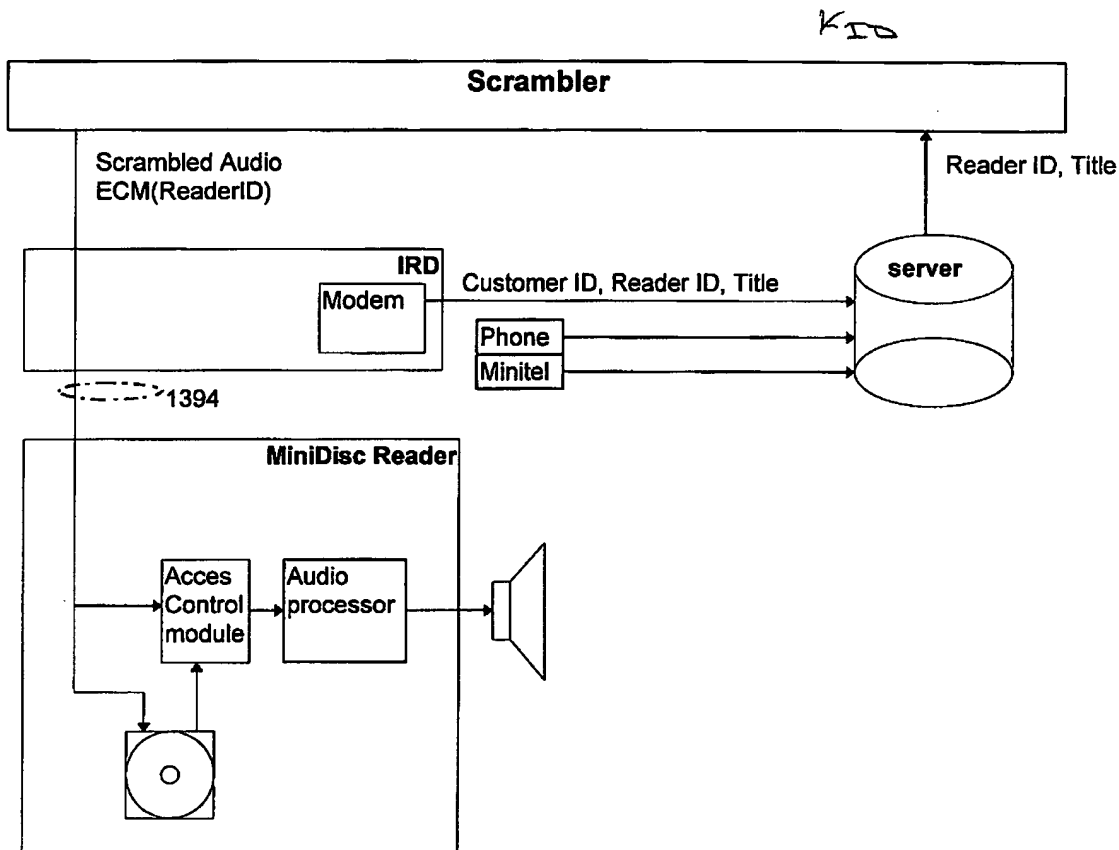 K ID
Scrambler
Scrambled Audio
ECM(ReaderID)
Reader ID, Title
IRD
Modem
Customer ID, Reader ID, Title
server
Phone
Minitel
1394
MiniDisc Reader
Acces
Control
module
Audio
processor